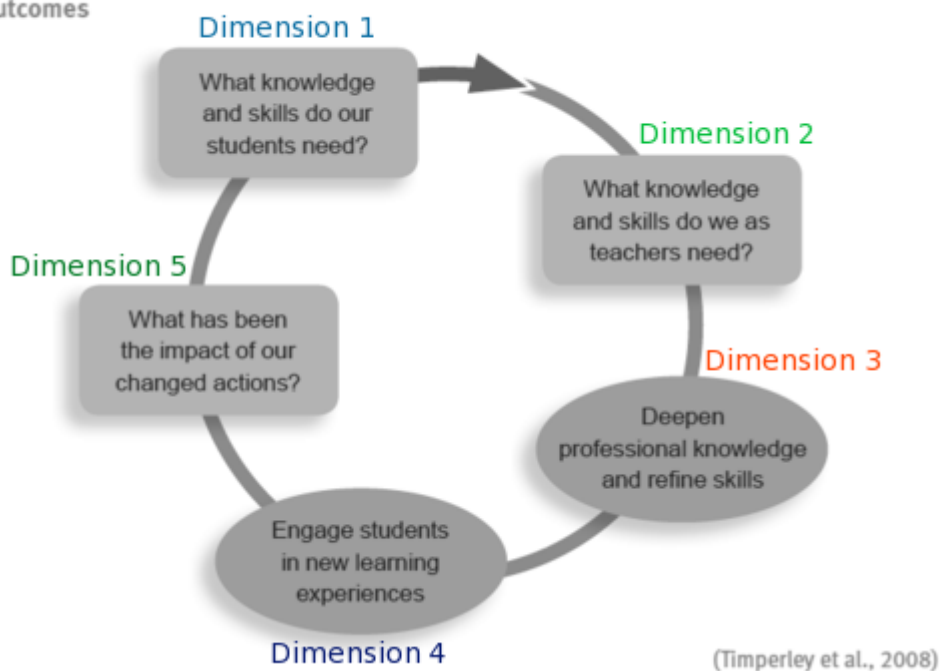 utcomes
Dimension 1
What knowledge
and skills do our
students need?
Dimension 2
What knowledge
and skills do we as
teachers need?
Dimension 3
Deepen
professional knowledge
and refine skills
Engage students
in new learning
experiences
Dimension 4
Dimension 5
What has been
the impact of our
changed actions?
(Timperley et al., 2008)